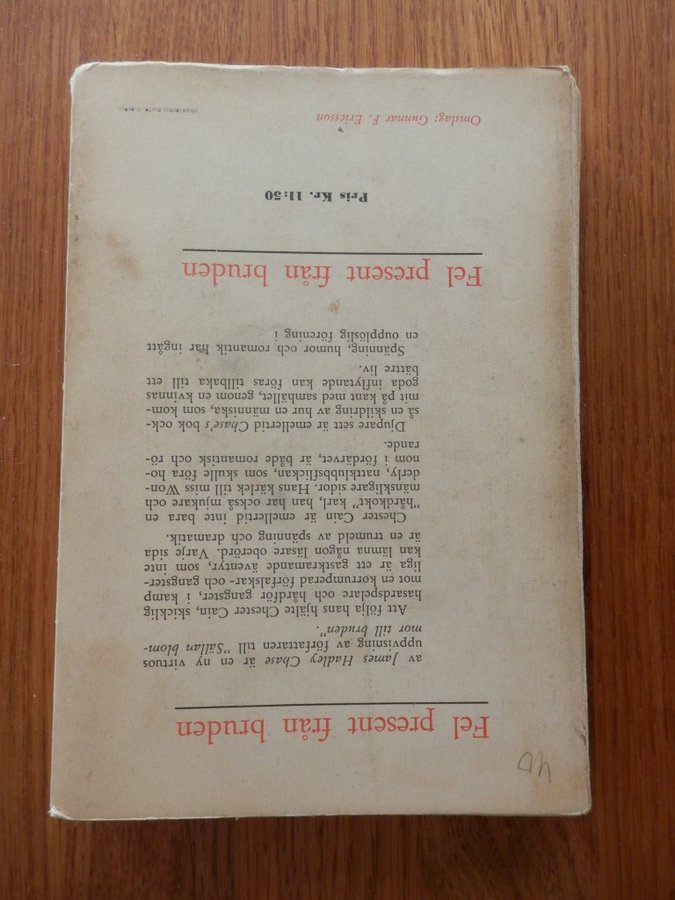 Fel present från bruden
av James Hadley Chase är en ny virtuos
uppvisning av författaren till "Sällan blom-
mor till bruden".
Att följa hans hjälte Chester Cain, skicklig
hasardspelare och hårdför gangster, i kamp
mot en korrumperad förfalskar- och gangster-
liga är ett gastkramande äventyr, som inte
kan lämna någon läsare oberörd. Varje sida
är en trumeld av spänning och dramatik.
Chester Cain är emellertid inte bara en
"hårdkokt" karl, han har också mjukare och
mänskligare sidor. Hans kärlek till miss Won-
derly, nattklubbsflickan, som skulle föra ho-
nom i fördärvet, är både romantisk och rö-
rande.
Djupare sett är emellertid Chase's bok ock-
så en skildring av hur en människa, som kom-
mit på kant med samhället, genom en kvinnas
goda inflytande kan föras tillbaka till ett
bättre liv.
Spänning, humor och romantik har ingått
en oupplöslig förening i
Fel present från bruden
Pris Kr. 11:50
Omslag: Gunnar F. Ericsson